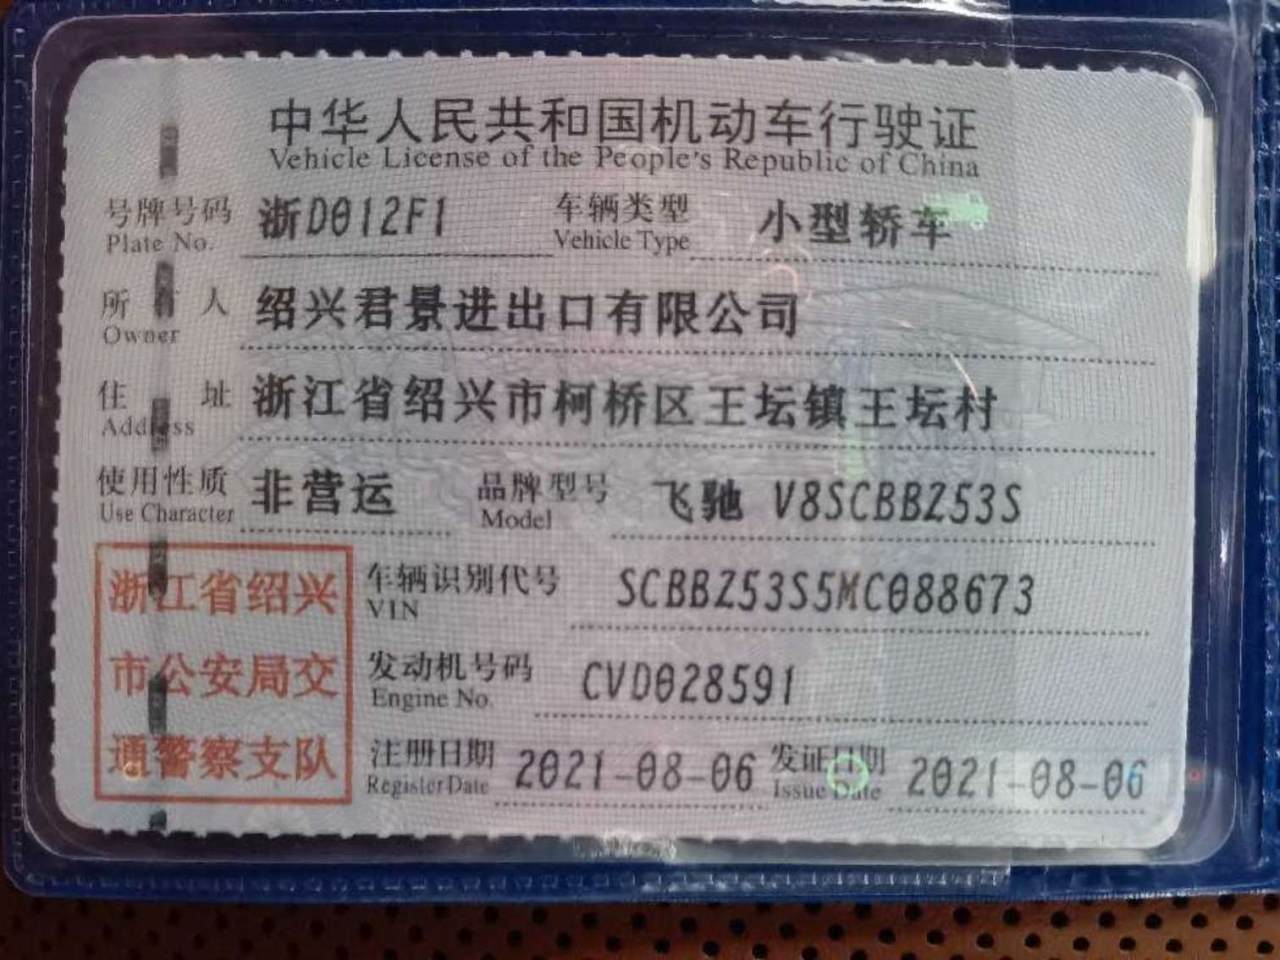 中华人民共和国机动车行驶证
Vehicle License of the People's Republic of China
号牌号码 浙D012F1 车辆类型 小型轿车
Plate No. Vehicle Type
所有人 绍兴君景进出口有限公司
Owner
住址 浙江省绍兴市柯桥区王坛镇王坛村
Address
使用性质 非营运 品牌型号 飞驰 V8SCBBZ53S
Use Character Model
浙江省绍兴
市公安局交
通警察支队
车辆识别代号 SCBBZ53S5MC088673
VIN
发动机号码 CVD028591
Engine No.
注册日期 2021-08-06 发证日期 2021-08-06
Register Date Issue Date